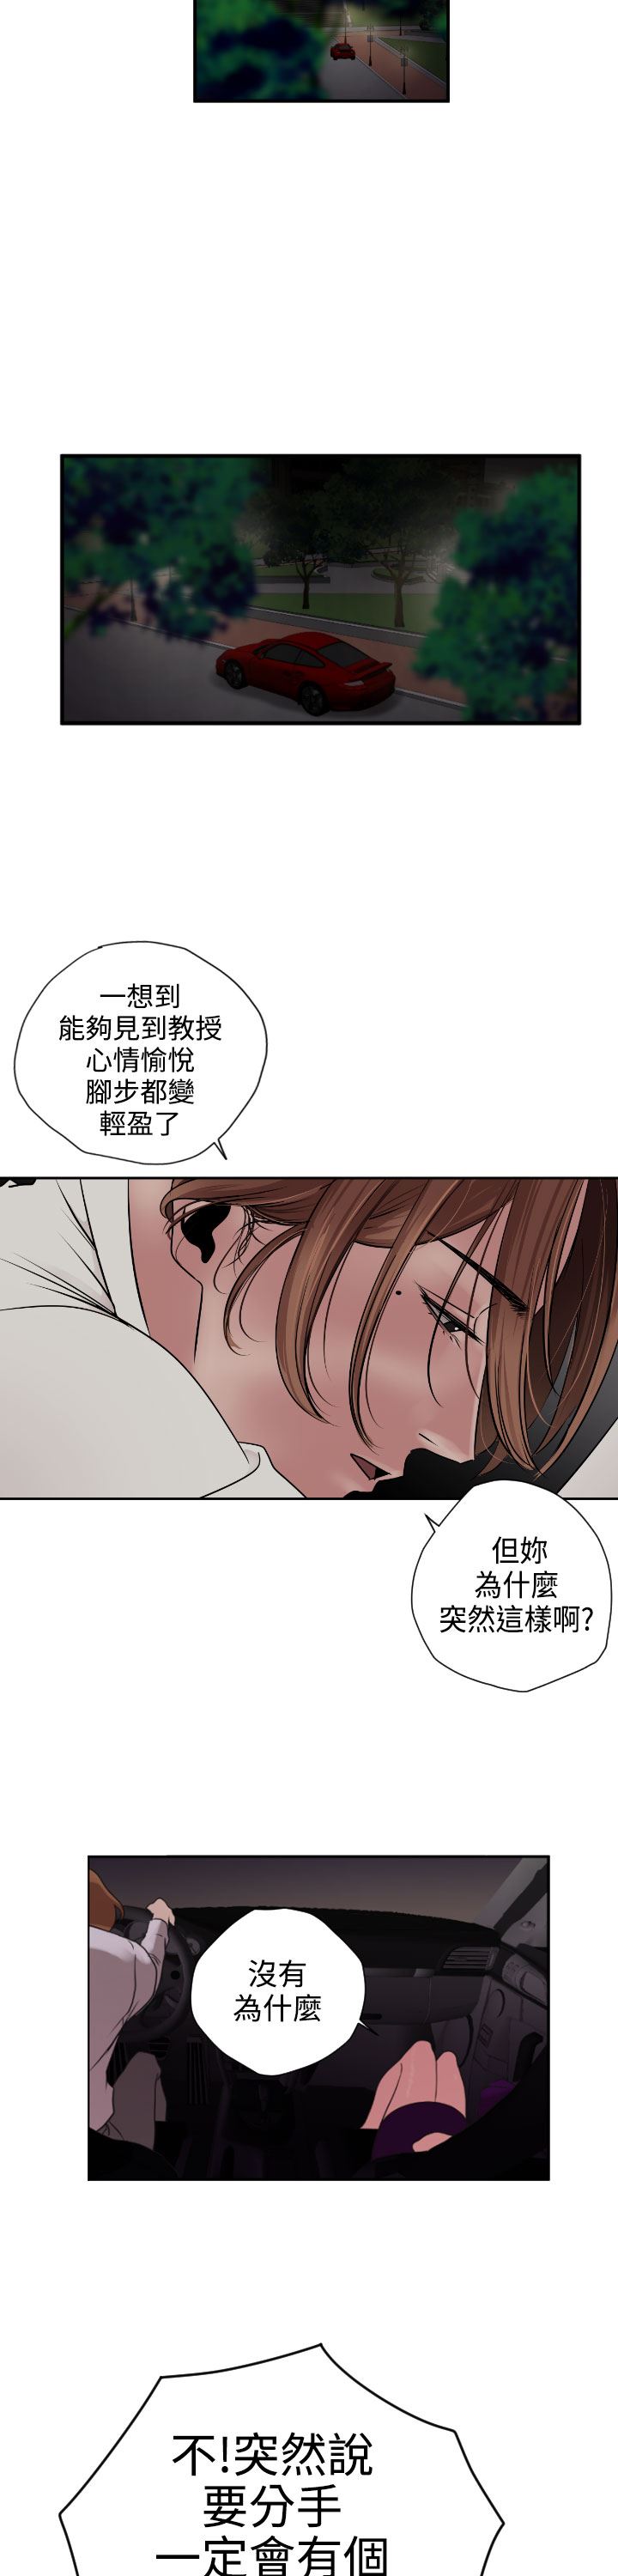 一想到
能夠見到教授
心情愉悅
腳步都變
輕盈了
但妳
為什麼
突然這樣啊?
沒有
為什麼
不!突然說
要分手
一定會有個